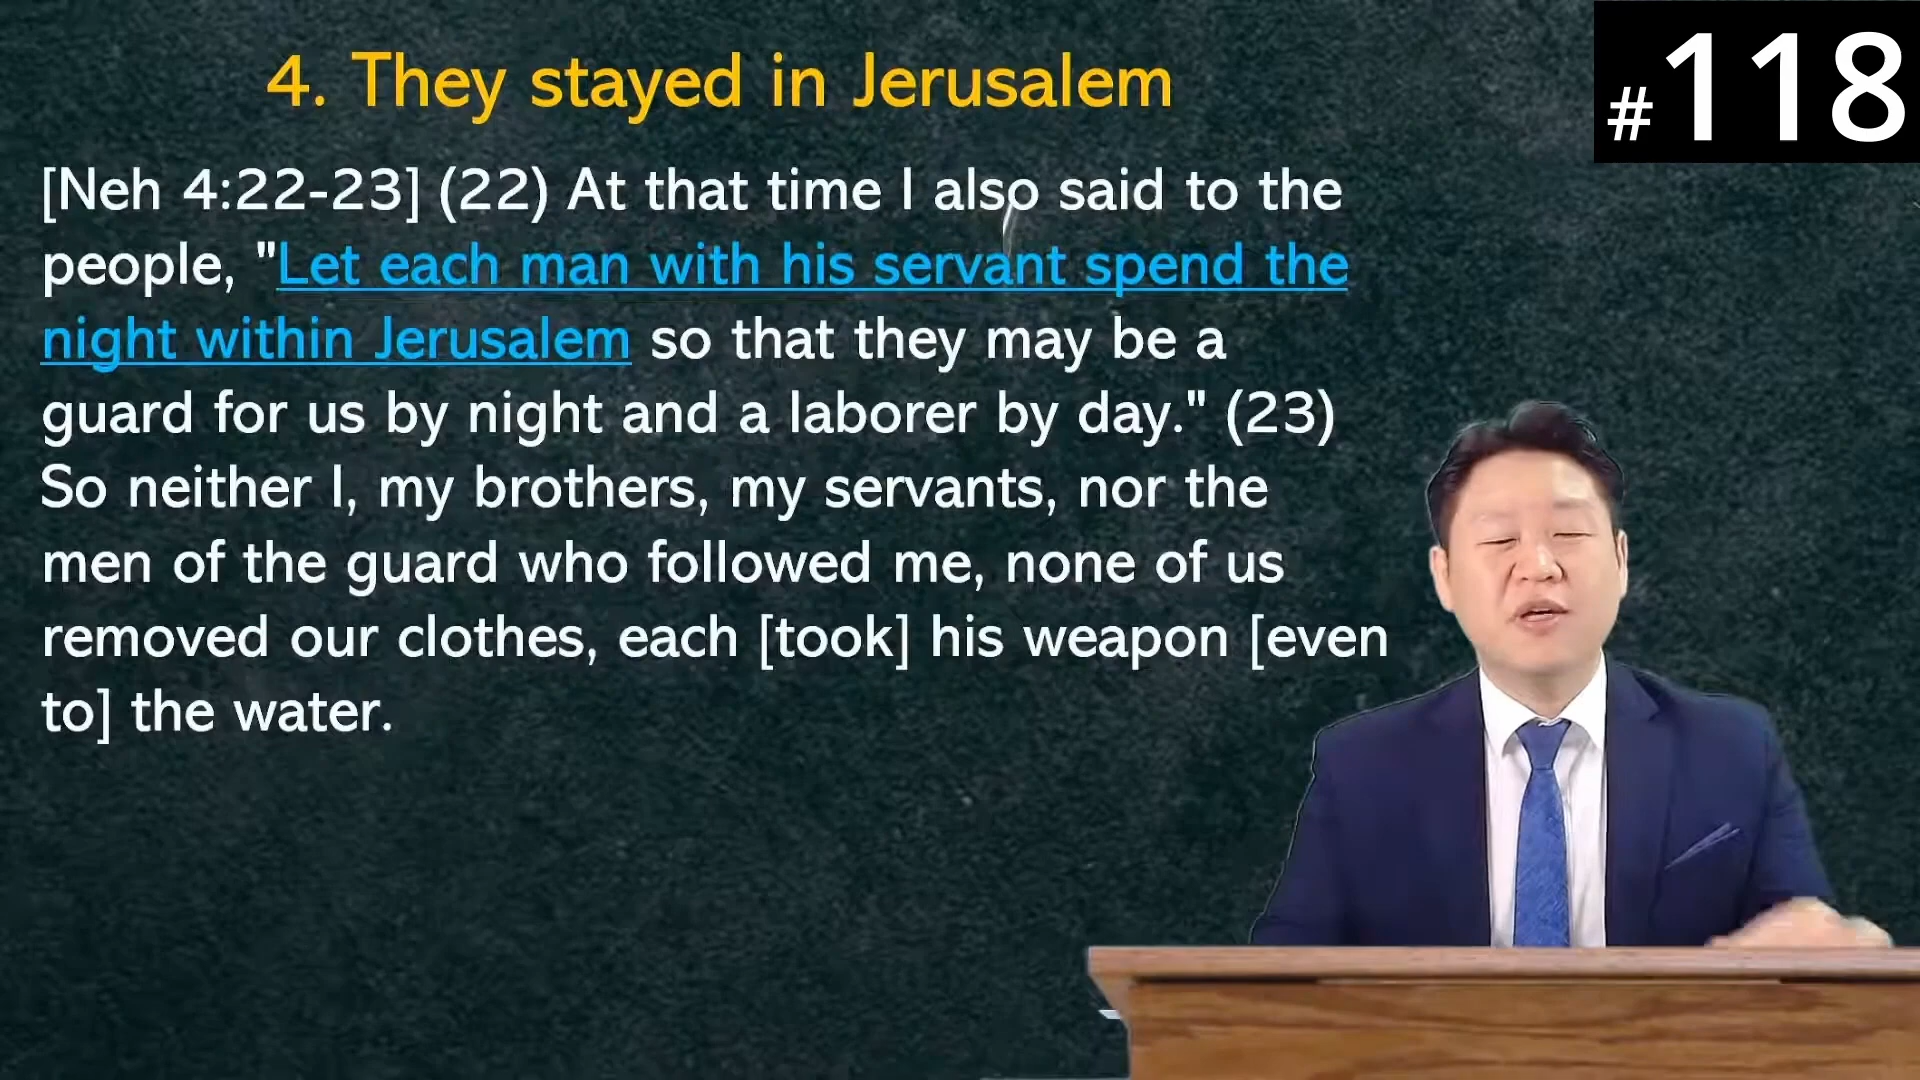 4. They stayed in Jerusalem
#118
[Neh 4:22-23] (22) At that time I also said to the
people, "Let each man with his servant spend the
night within Jerusalem so that they may be a
guard for us by night and a laborer by day." (23)
So neither I, my brothers, my servants, nor the
men of the guard who followed me, none of us
removed our clothes, each [took] his weapon [even
to] the water.